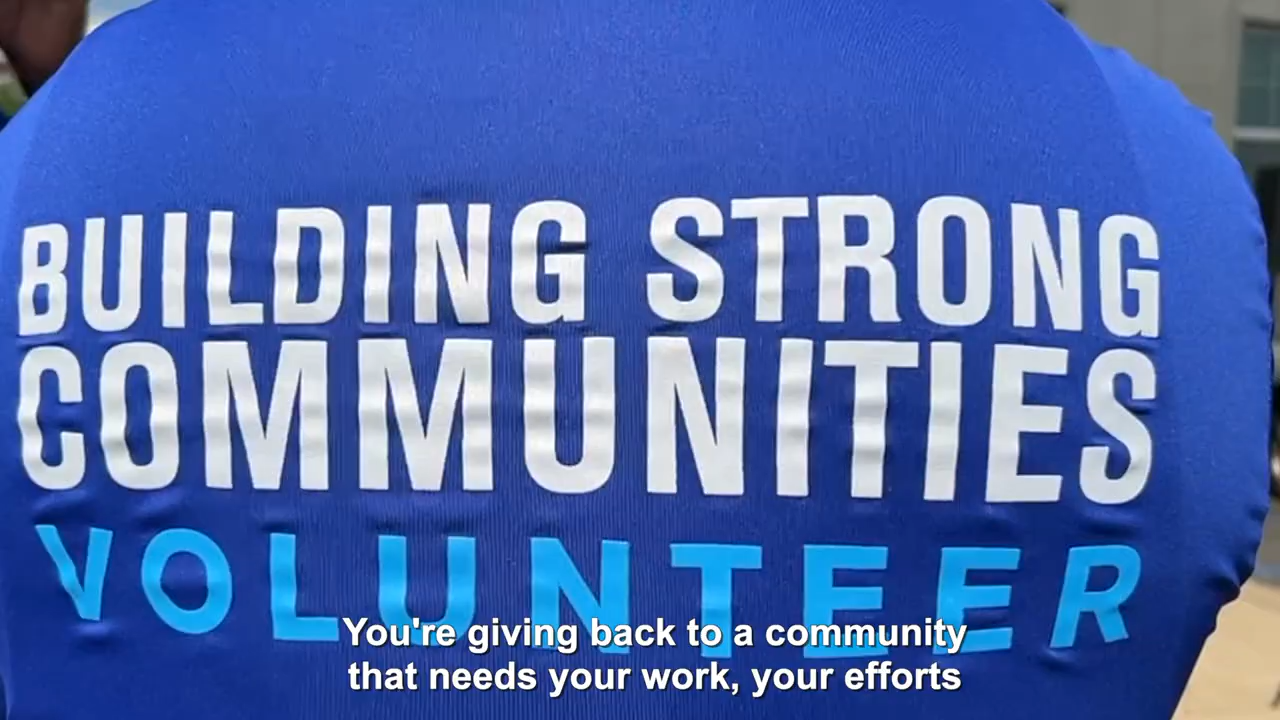 BUILDING STRONG
COMMUNITIES
VOLUNTEER
You're giving back to a community
that needs your work, your efforts